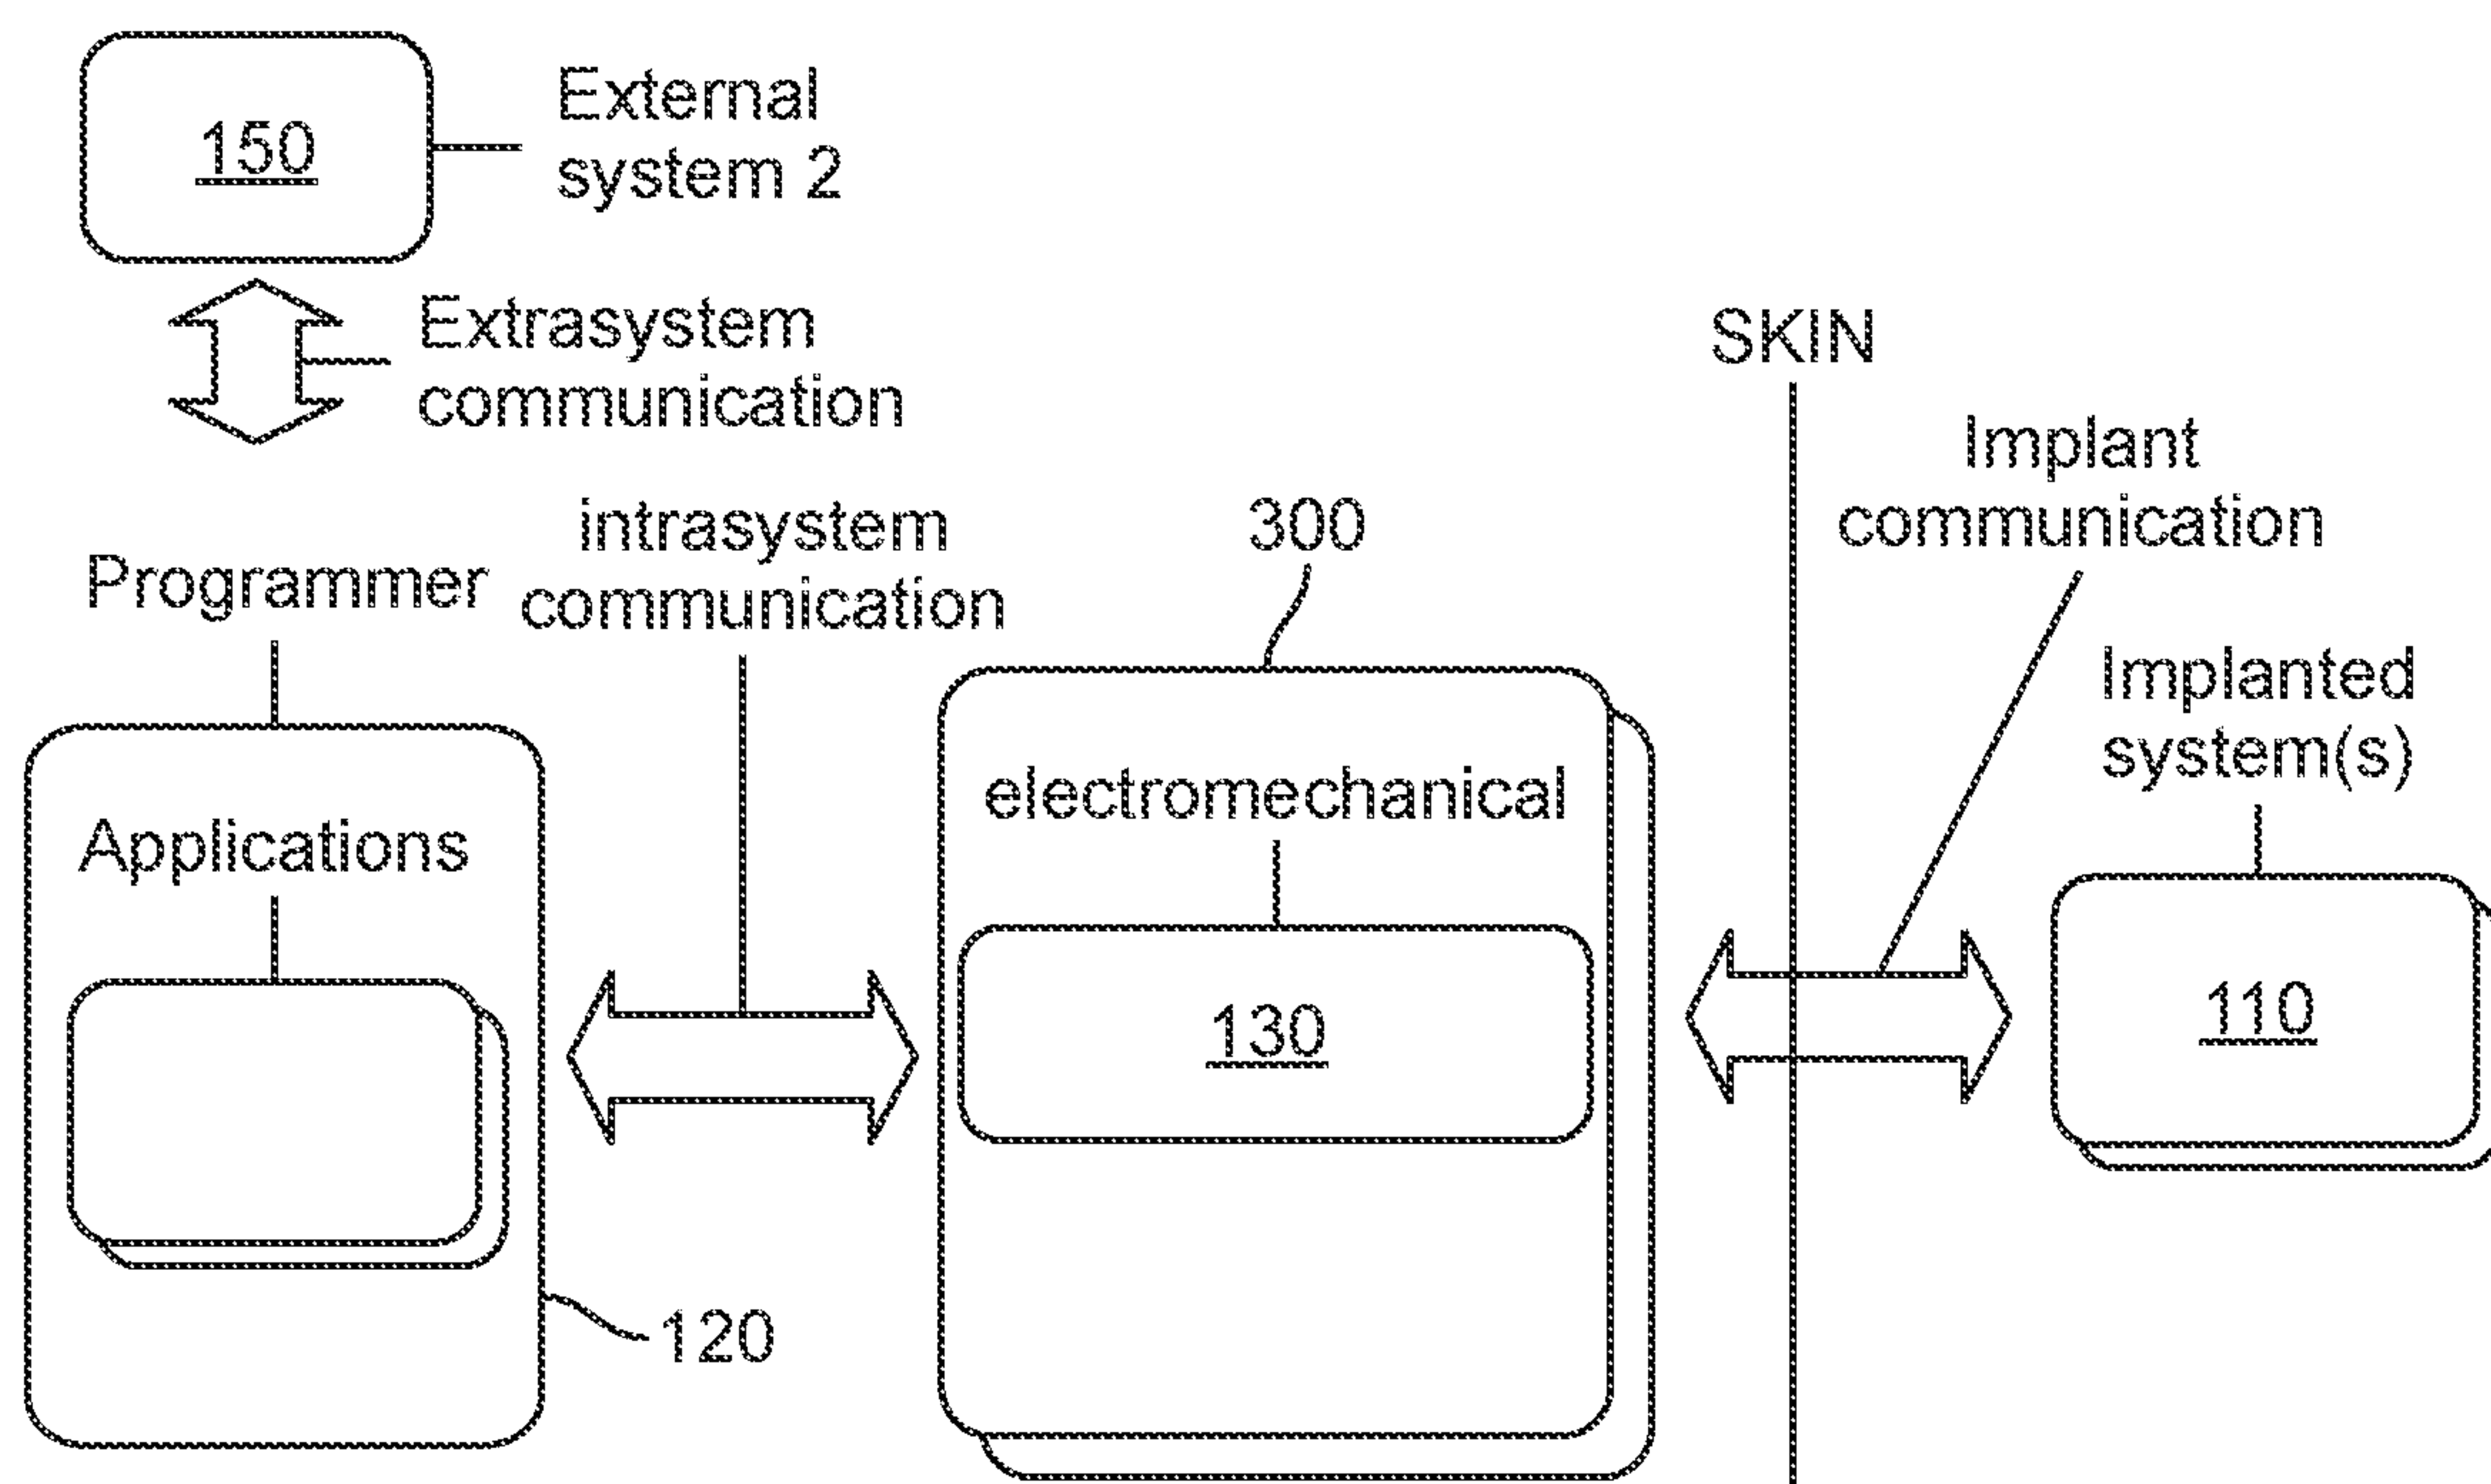 150
External
system 2
Extrasystem
communication
SKIN
Implant
communication
intrasystem
communication
300
Programmer
Implanted
system(s)
electromechanical
Applications
110
130
120